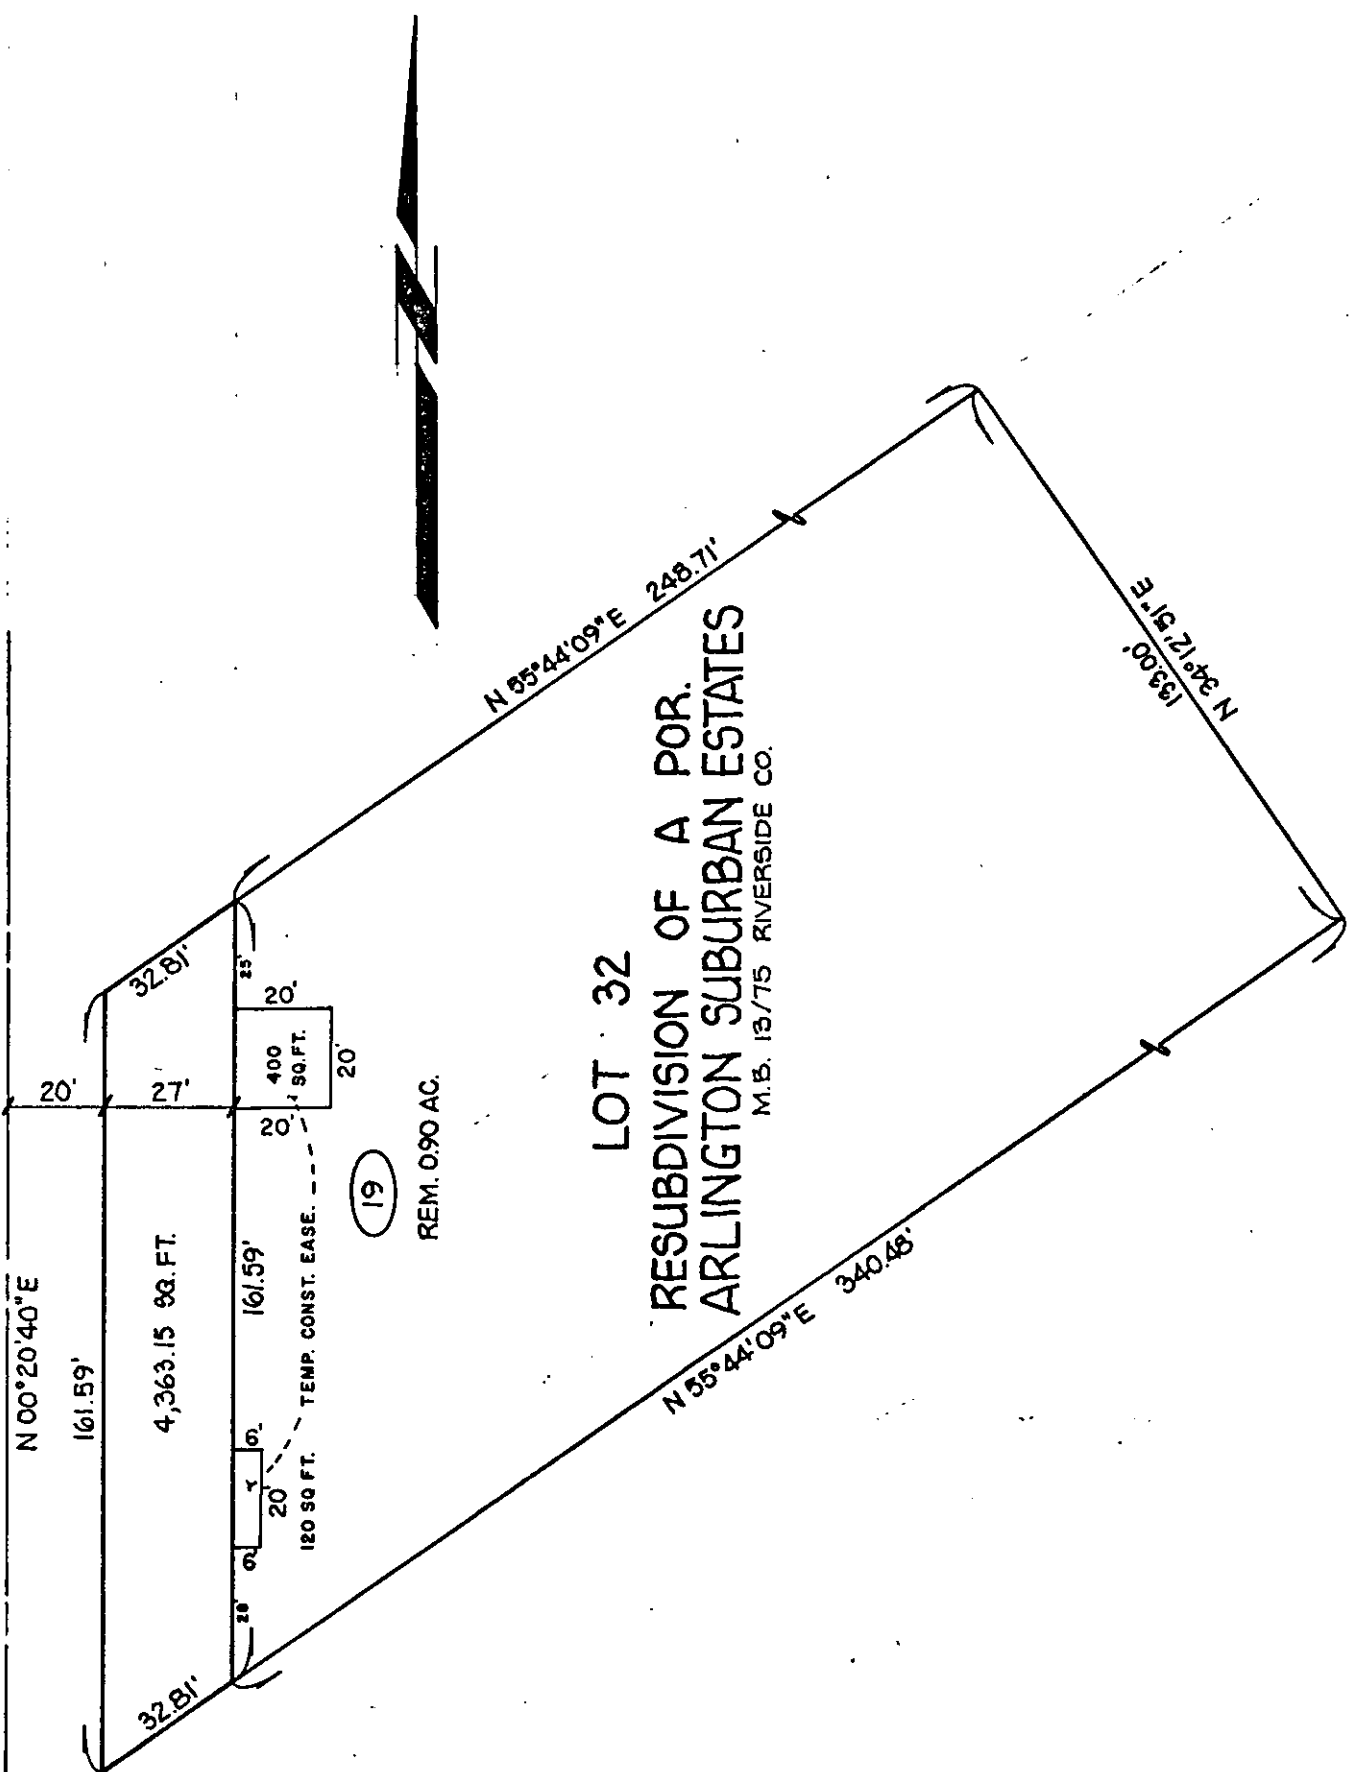 N 00°20'40"E
161.59'
20'
27'
32.81'
32.81'
4,363.15 SQ.FT.
161.59'
28'
6'
6'
20'
120 SQ FT. TEMP. CONST. EASE.
20'
400
SQ.FT.
20'
20'
25'
19
REM. 0.90 AC.
N 55°44'09"E 248.71'
LOT 32
RESUBDIVISION OF A POR.
ARLINGTON SUBURBAN ESTATES
M.B. 13/75 RIVERSIDE CO.
N 55°44'09"E 340.48'
133.00'
N 34°12'51"E